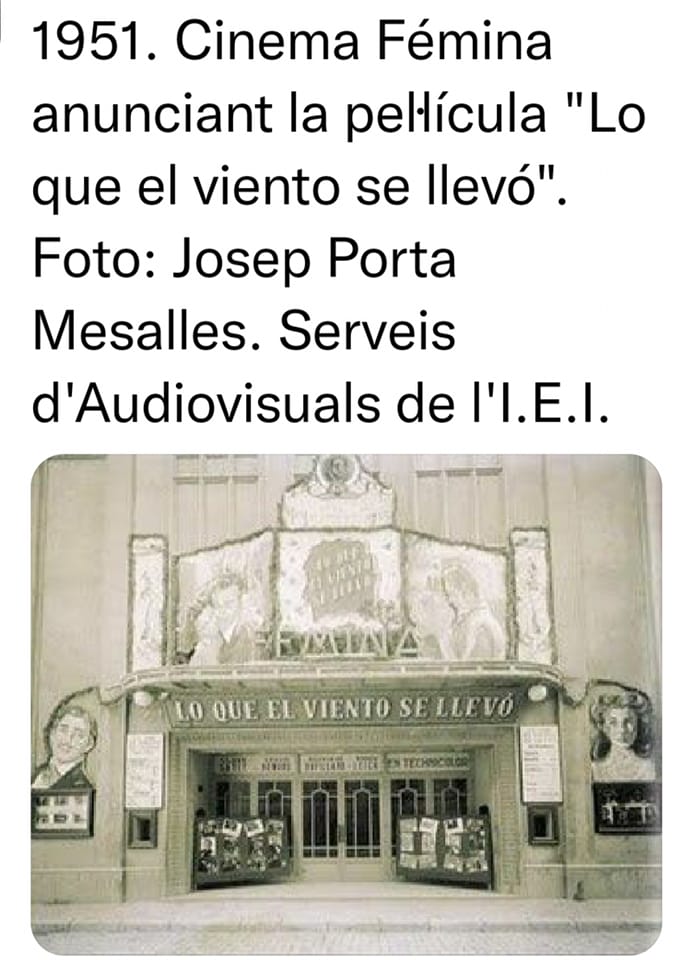 1951. Cinema Fémina
anunciant la pel·lícula "Lo
que el viento se llevó".
Foto: Josep Porta
Mesalles. Serveis
d'Audiovisuals de l'I.E.I.
FEMINA
LO QUE EL VIENTO SE LLEVÓ
EN TECHNICOLOR